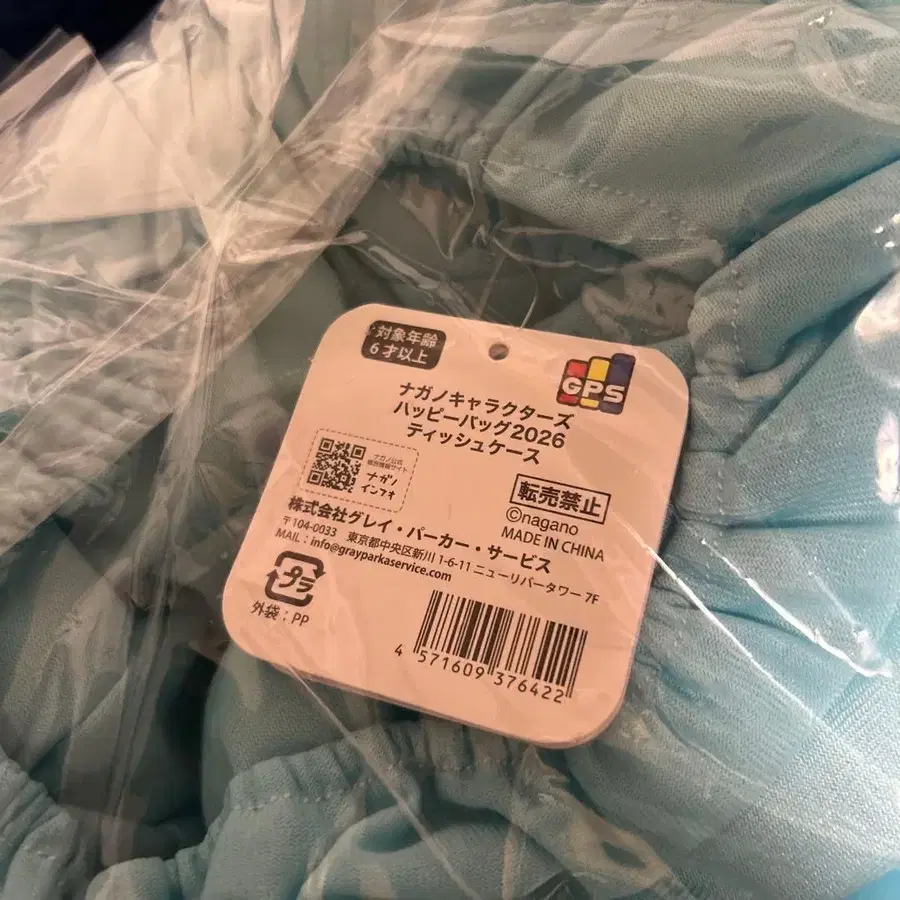 対象年齢
6才以上
GPS
ナガノキャラクターズ
ハッピーバッグ2026
ティッシュケース
ナガノ公式
ナガノ
インフォ
転売禁止
©nagano
MADE IN CHINA
株式会社グレイ・パーカー・サービス
〒104-0033 東京都中央区新川 1-6-11 ニューリバータワー 7F
MAIL : info@grayparkaservice.com
プラ
外袋 : PP
4 571609 376422